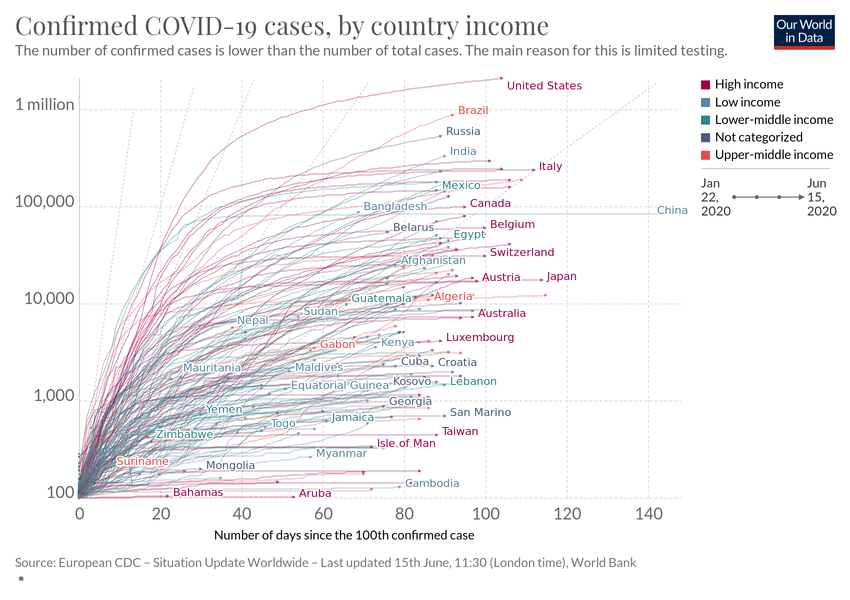 Confirmed COVID-19 cases, by country income
The number of confirmed cases is lower than the number of total cases. The main reason for this is limited testing.
Our World
in Data
1 million
100,000
10,000
1,000
100
United States
Brazil
Russia
India
Italy
Mexico
Canada
Bangladesh
China
Belarus
Belgium
Egypt
Switzerland
Afghanistan
Austria
Japan
Guatemala
Algeria
Sudan
Australia
Nepal
Gabon
Kenya
Luxembourg
Mauritania
Maldives
Cuba
Croatia
Equatorial Guinea
Kosovo
Lebanon
Yemen
Georgia
San Marino
Togo
Jamaica
Zimbabwe
Taiwan
Isle of Man
Myanmar
Suriname
Mongolia
Cambodia
Bahamas
Aruba
High income
Low income
Lower-middle income
Not categorized
Upper-middle income
Jan
22,
2020
Jun
15,
2020
0
20
40
60
80
100
120
140
Number of days since the 100th confirmed case
Source: European CDC – Situation Update Worldwide – Last updated 15th June, 11:30 (London time), World Bank